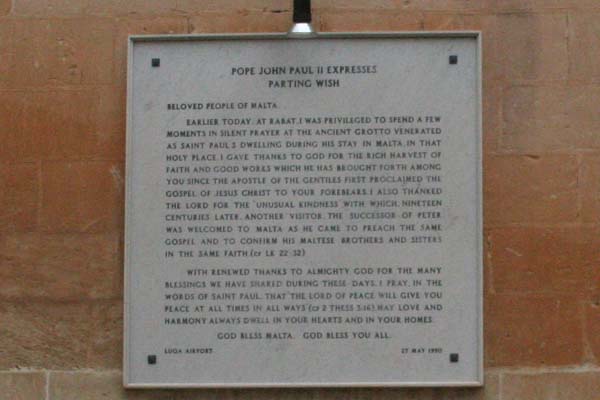 POPE JOHN PAUL II EXPRESSES
PARTING WISH
BELOVED PEOPLE OF MALTA.
EARLIER TODAY, AT RABAT, I WAS PRIVILEGED TO SPEND A FEW
MOMENTS IN SILENT PRAYER AT THE ANCIENT GROTTO VENERATED
AS SAINT PAUL'S DWELLING DURING HIS STAY IN MALTA. IN THAT
HOLY PLACE, I GAVE THANKS TO GOD FOR THE RICH HARVEST OF
FAITH AND GOOD WORKS WHICH HE HAS BROUGHT FORTH AMONG
YOU SINCE THE APOSTLE OF THE GENTILES FIRST PROCLAIMED THE
GOSPEL OF JESUS CHRIST TO YOUR FOREBEARS. I ALSO THANKED
THE LORD FOR THE "UNUSUAL KINDNESS" WITH WHICH, NINETEEN
CENTURIES LATER, ANOTHER VISITOR, THE SUCCESSOR OF PETER
WAS WELCOMED TO MALTA AS HE CAME TO PREACH THE SAME
GOSPEL AND TO CONFIRM HIS MALTESE BROTHERS AND SISTERS
IN THE SAME FAITH (cf LK 22:32)
WITH RENEWED THANKS TO ALMIGHTY GOD FOR THE MANY
BLESSINGS WE HAVE SHARED DURING THESE DAYS, I PRAY, IN THE
WORDS OF SAINT PAUL, THAT "THE LORD OF PEACE WILL GIVE YOU
PEACE AT ALL TIMES IN ALL WAYS" (cf 2 THESS 3:16). MAY LOVE AND
HARMONY ALWAYS DWELL IN YOUR HEARTS AND IN YOUR HOMES.
GOD BLESS MALTA. GOD BLESS YOU ALL.
LUQA AIRPORT 27 MAY 1990